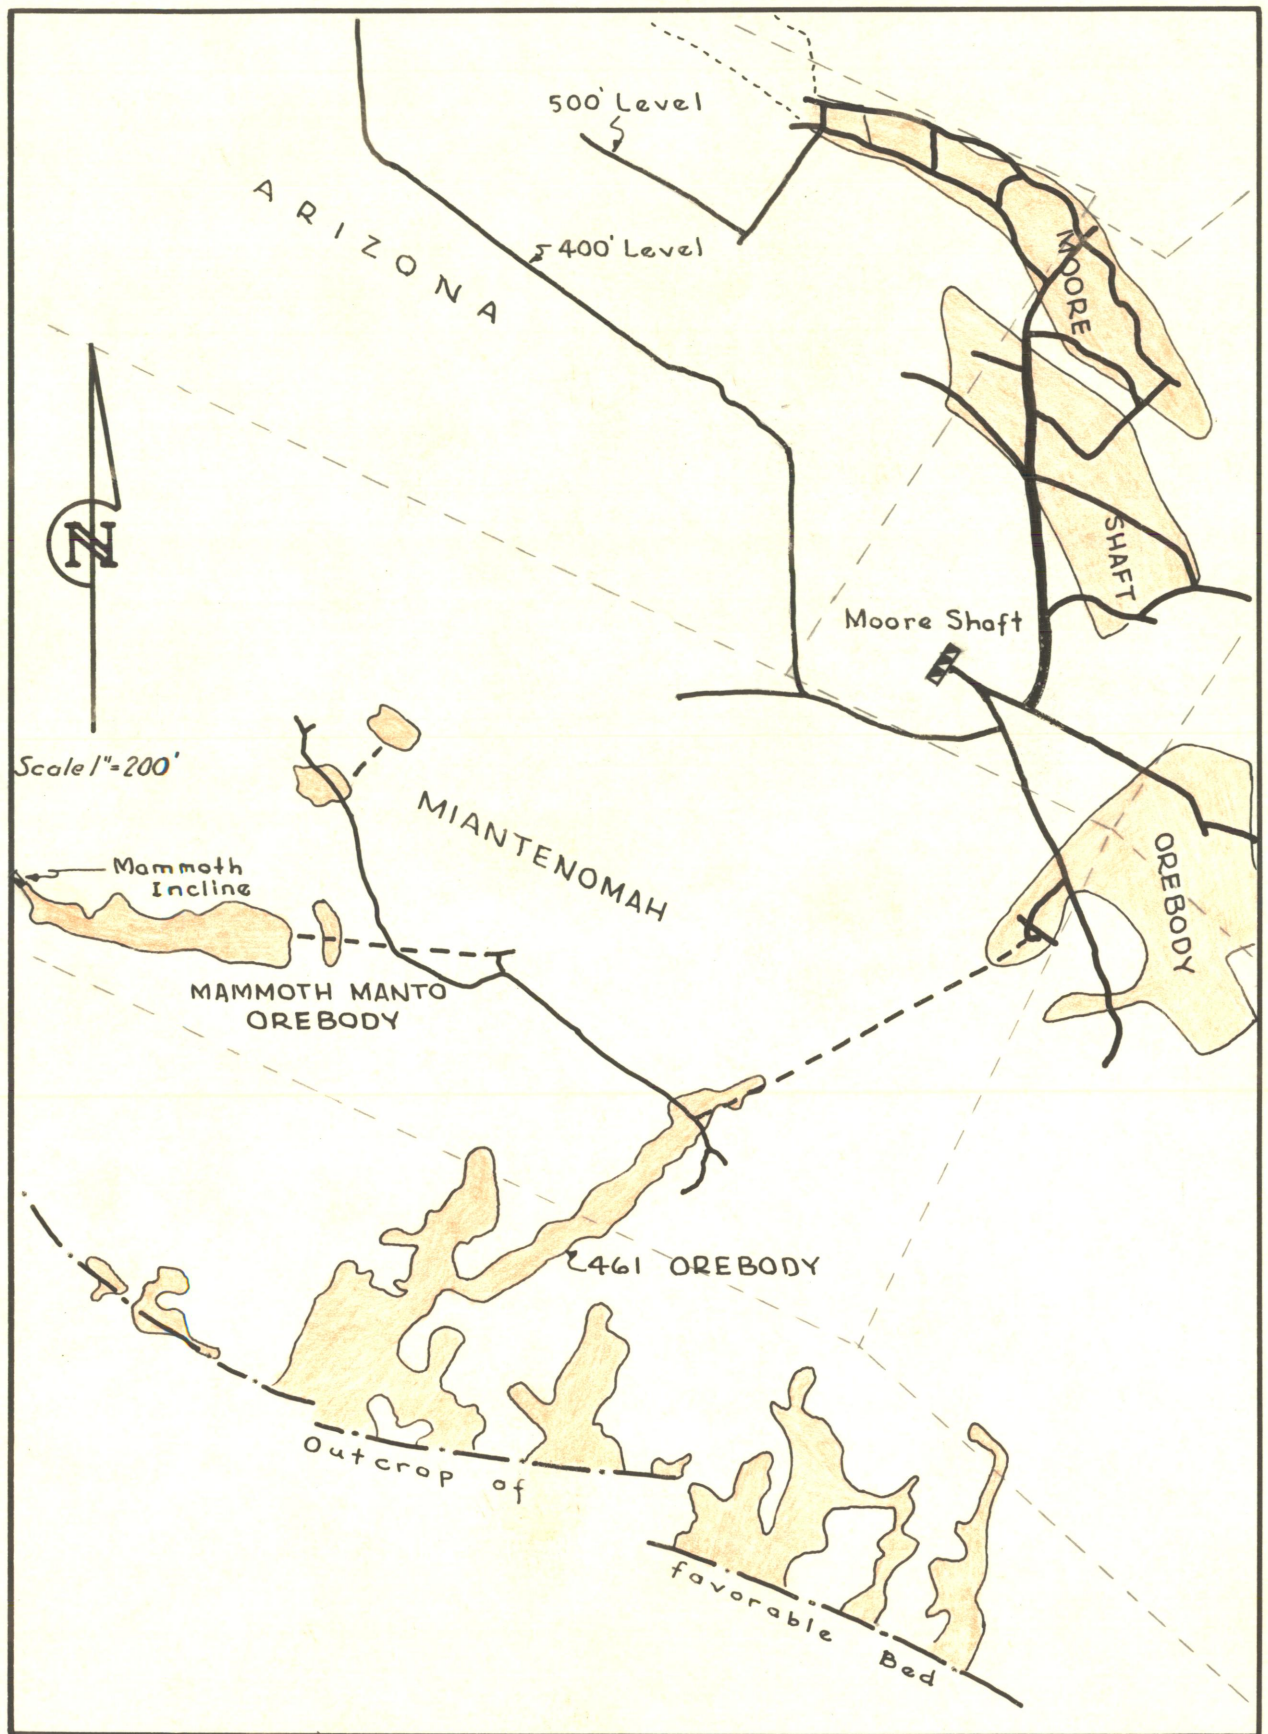 500' Level
400' Level
ARIZONA
MOORE
SHAFT
OREBODY
N
Moore Shaft
Scale 1"=200'
MIANTENOMAH
Mammoth
Incline
MAMMOTH MANTO
OREBODY
461 OREBODY
Outcrop of
favorable Bed